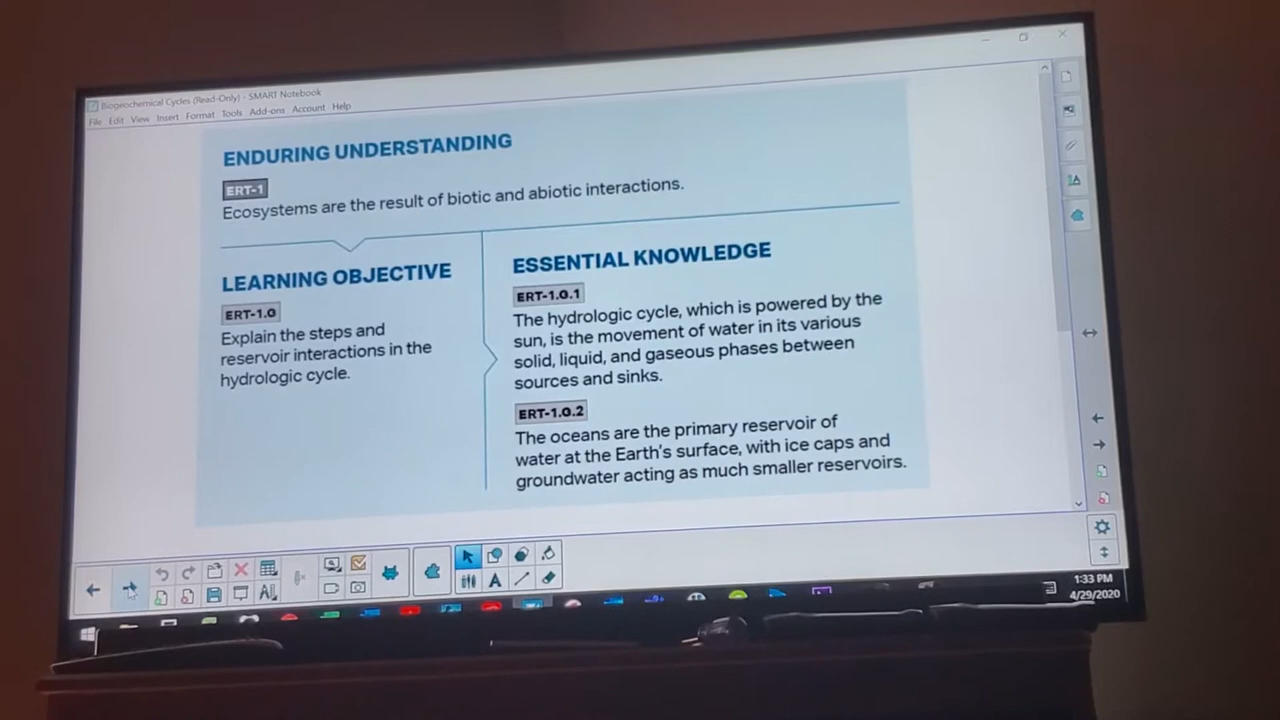 Biogeochemical Cycles (Read-Only) - SMART Notebook
File Edit View Insert Format Tools Add-ons Account Help
ENDURING UNDERSTANDING
ERT-1
Ecosystems are the result of biotic and abiotic interactions.
LEARNING OBJECTIVE
ERT-1.G
Explain the steps and
reservoir interactions in the
hydrologic cycle.
ESSENTIAL KNOWLEDGE
ERT-1.G.1
The hydrologic cycle, which is powered by the
sun, is the movement of water in its various
solid, liquid, and gaseous phases between
sources and sinks.
ERT-1.G.2
The oceans are the primary reservoir of
water at the Earth's surface, with ice caps and
groundwater acting as much smaller reservoirs.
1:33 PM
4/29/2020